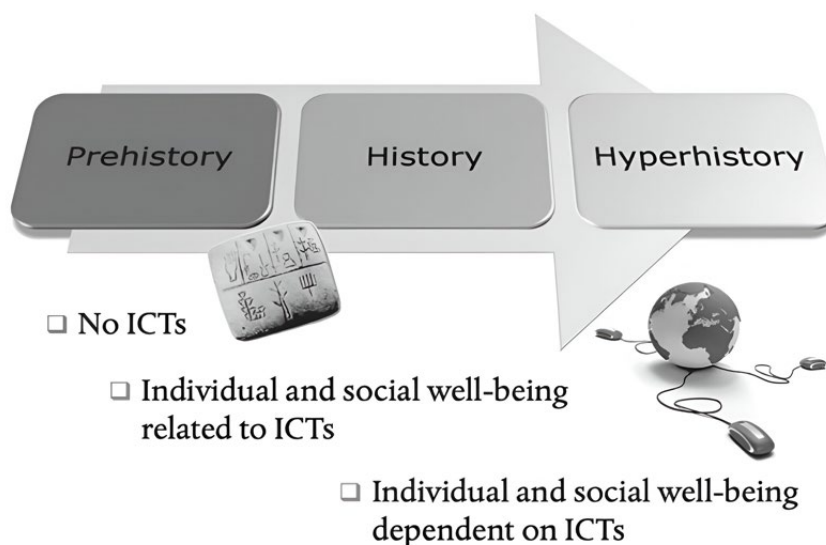 Prehistory
History
Hyperhistory
❑ No ICTs
❑ Individual and social well-being
related to ICTs
❑ Individual and social well-being
dependent on ICTs